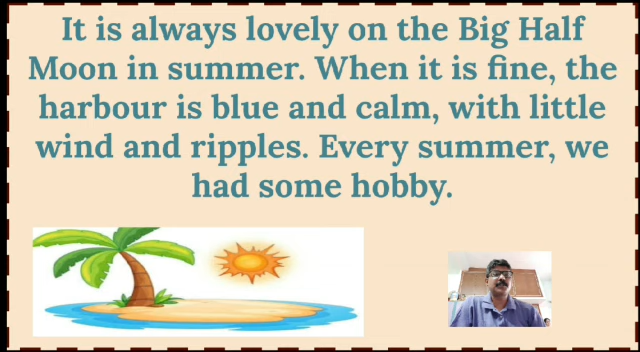 It is always lovely on the Big Half
Moon in summer. When it is fine, the
harbour is blue and calm, with little
wind and ripples. Every summer, we
had some hobby.